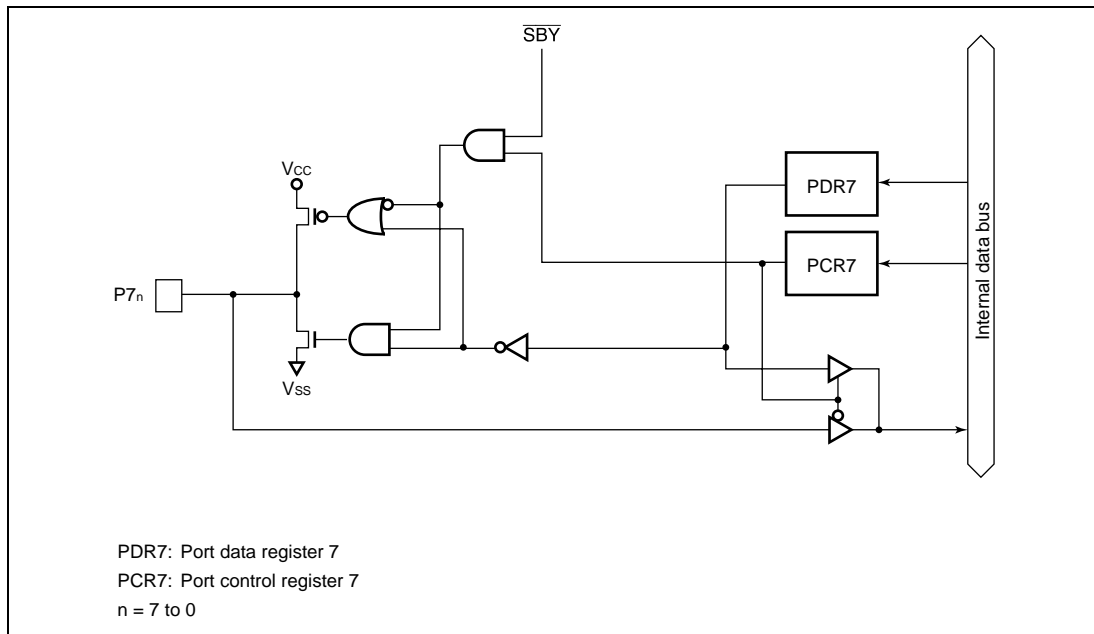 S̅B̅Y̅
VCC
PDR7
PCR7
Internal data bus
P7n
VSS
PDR7: Port data register 7
PCR7: Port control register 7
n = 7 to 0